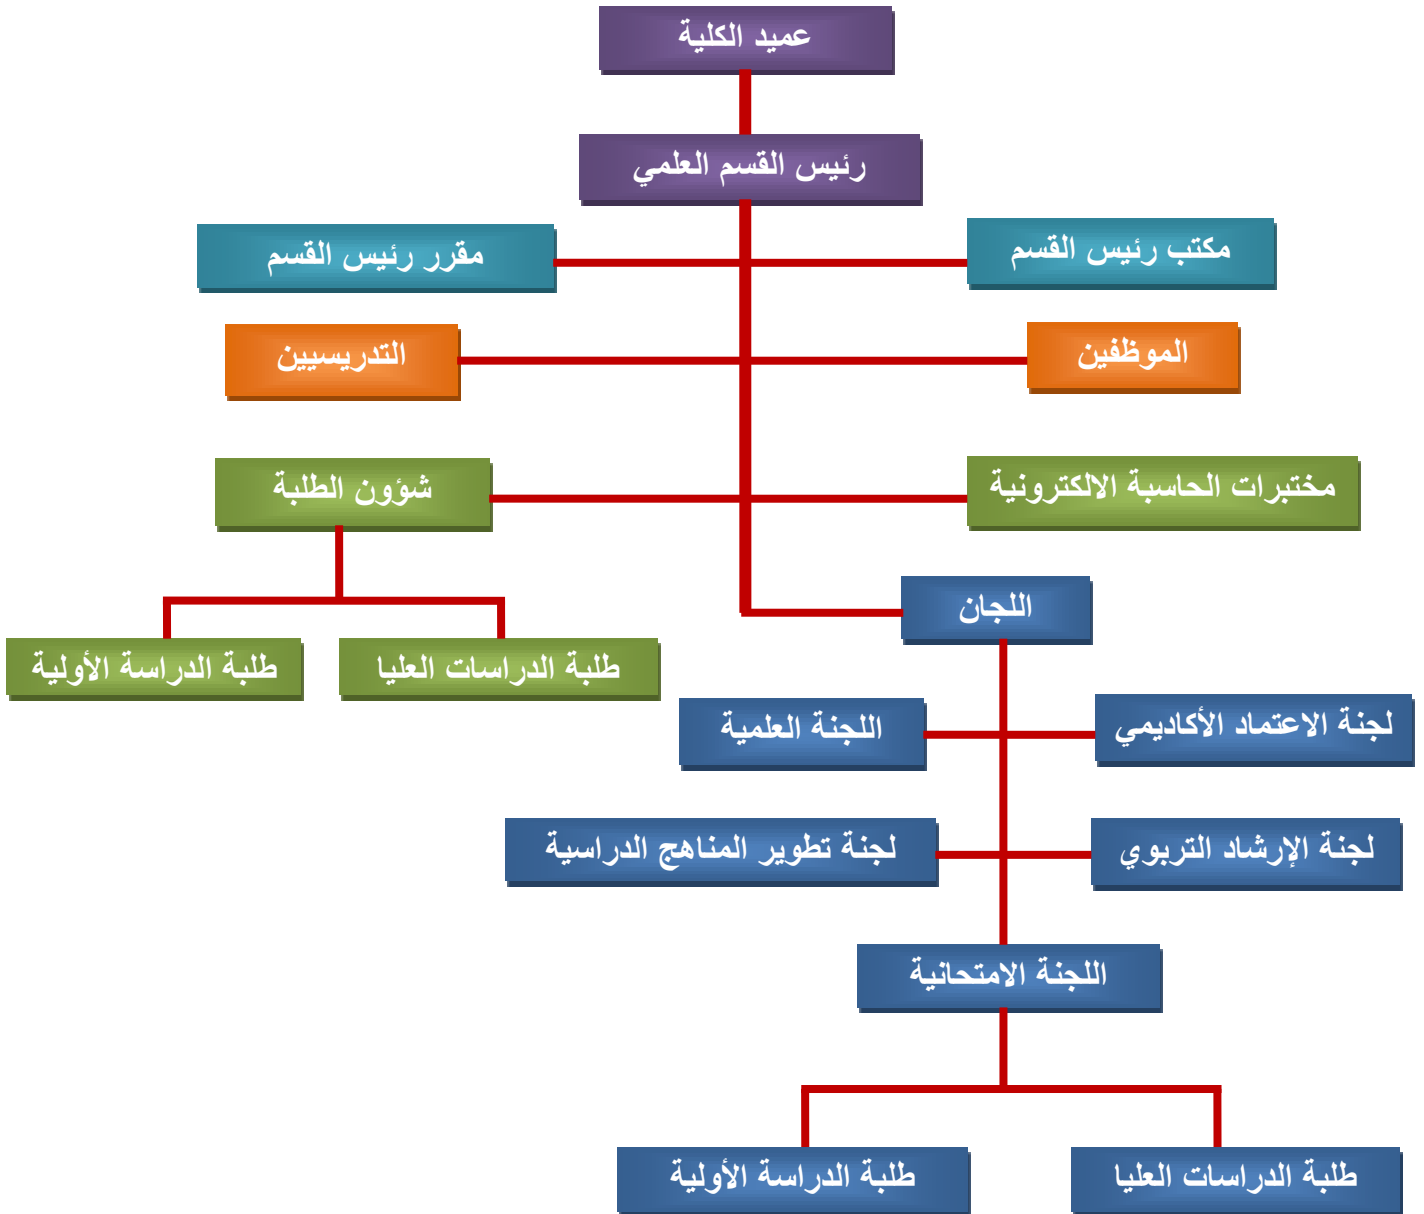 عميد الكلية
رئيس القسم العلمي
مكتب رئيس القسم
مقرر رئيس القسم
الموظفين
التدريسيين
مختبرات الحاسبة الالكترونية
شؤون الطلبة
اللجان
طلبة الدراسات العليا
طلبة الدراسة الأولية
لجنة الاعتماد الأكاديمي
اللجنة العلمية
لجنة الإرشاد التربوي
لجنة تطوير المناهج الدراسية
اللجنة الامتحانية
طلبة الدراسات العليا
طلبة الدراسة الأولية